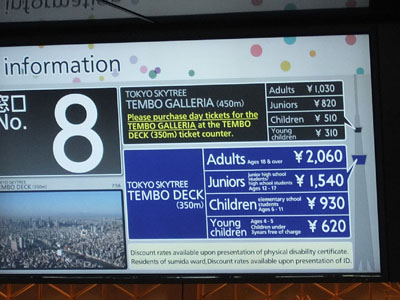 information
窓口
No.
8
TOKYO SKYTREE
TEMBO GALLERIA (450m)
Please purchase day tickets for the
TEMBO GALLERIA at the TEMBO
DECK (350m) ticket counter.
Adults ¥1,030
Juniors ¥820
Children ¥510
Young children ¥310
TOKYO SKYTREE
TEMBO DECK
(350m)
Adults Ages 18 & over ¥2,060
Juniors junior high school students/ high school students Ages 12 - 17 ¥1,540
Children elementary school students Ages 6 - 11 ¥930
Young children Ages 4 - 5 Children under 3years free of charge ¥620
TOKYO SKYTREE
TEMBO DECK (350m)
Discount rates available upon presentation of physical disability certificate.
Residents of sumida ward.Discount rates available upon presentation of ID.